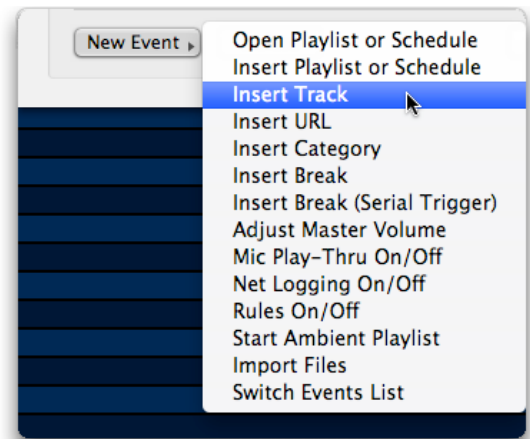 New Event
Open Playlist or Schedule
Insert Playlist or Schedule
Insert Track
Insert URL
Insert Category
Insert Break
Insert Break (Serial Trigger)
Adjust Master Volume
Mic Play-Thru On/Off
Net Logging On/Off
Rules On/Off
Start Ambient Playlist
Import Files
Switch Events List